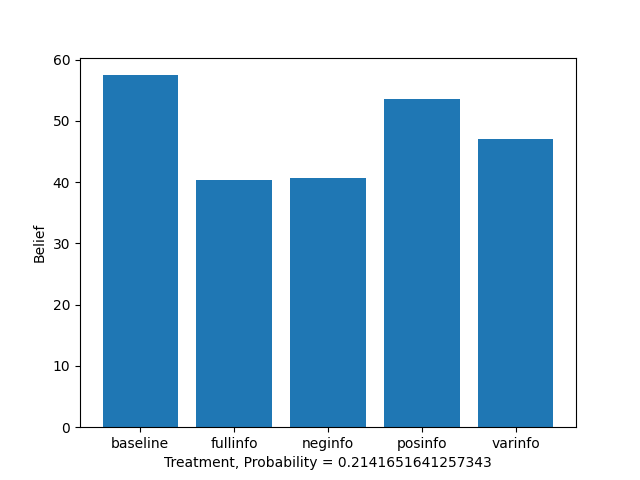 60
50
40
30
20
10
0
Belief
baseline fullinfo neginfo posinfo varinfo
Treatment, Probability = 0.2141651641257343